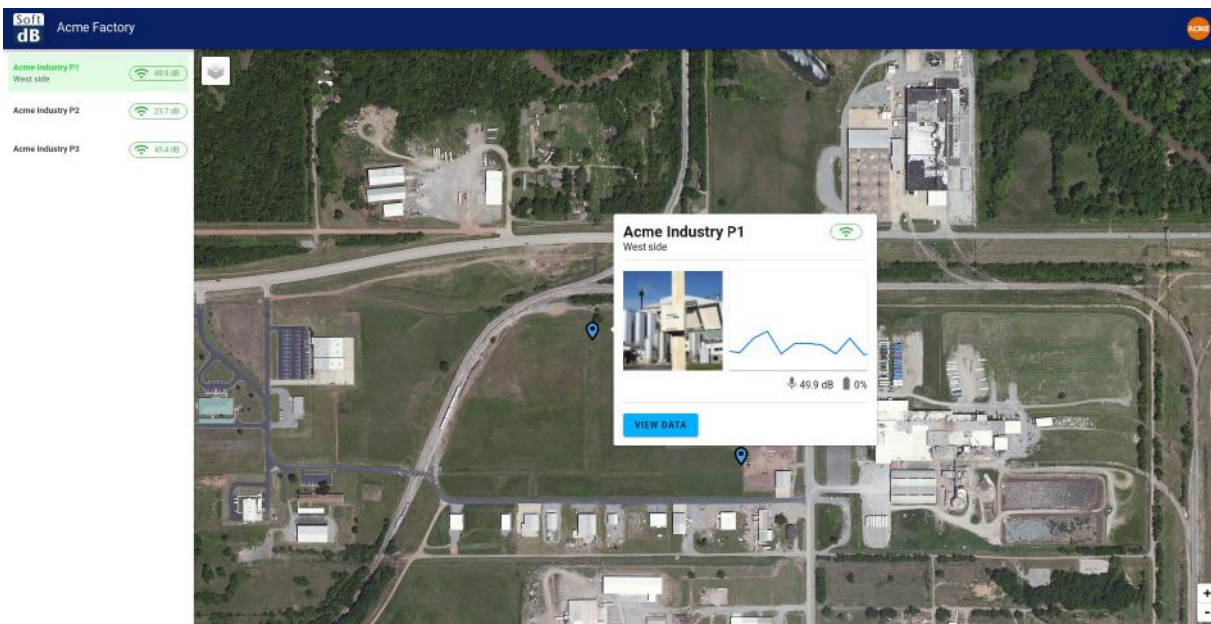 Soft
dB
Acme Factory
ACME
Acme Industry P1
West side
49.9 dB
Acme Industry P2
23.7 dB
Acme Industry P3
45.4 dB
Acme Industry P1
West side
49.9 dB
0%
VIEW DATA
+
-